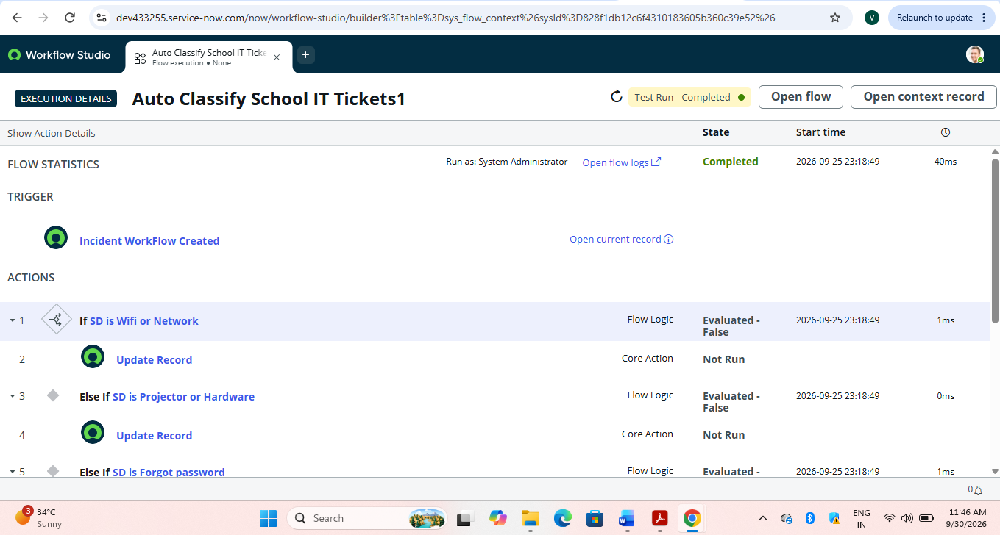 dev433255.service-now.com/now/workflow-studio/builder%3Ftable%3Dsys_flow_context%26sysId%3D828f1db12c6f4310183605b360c39e52%26
V
Relaunch to update
Workflow Studio
Auto Classify School IT Ticke
Flow execution • None
+
EXECUTION DETAILS
Auto Classify School IT Tickets1
Test Run - Completed
Open flow
Open context record
Show Action Details
State
Start time
FLOW STATISTICS
Run as: System Administrator
Open flow logs
Completed
2026-09-25 23:18:49
40ms
TRIGGER
Incident WorkFlow Created
Open current record
ACTIONS
1 If SD is Wifi or Network Flow Logic Evaluated - 2026-09-25 23:18:49 1ms
False
2 Update Record Core Action Not Run
3 Else If SD is Projector or Hardware Flow Logic Evaluated - 2026-09-25 23:18:49 0ms
False
4 Update Record Core Action Not Run
5 Else If SD is Forgot password Flow Logic Evaluated - 2026-09-25 23:18:49 1ms
0
3
34°C
Sunny
Search
ENG
IN
11:46 AM
9/30/2026